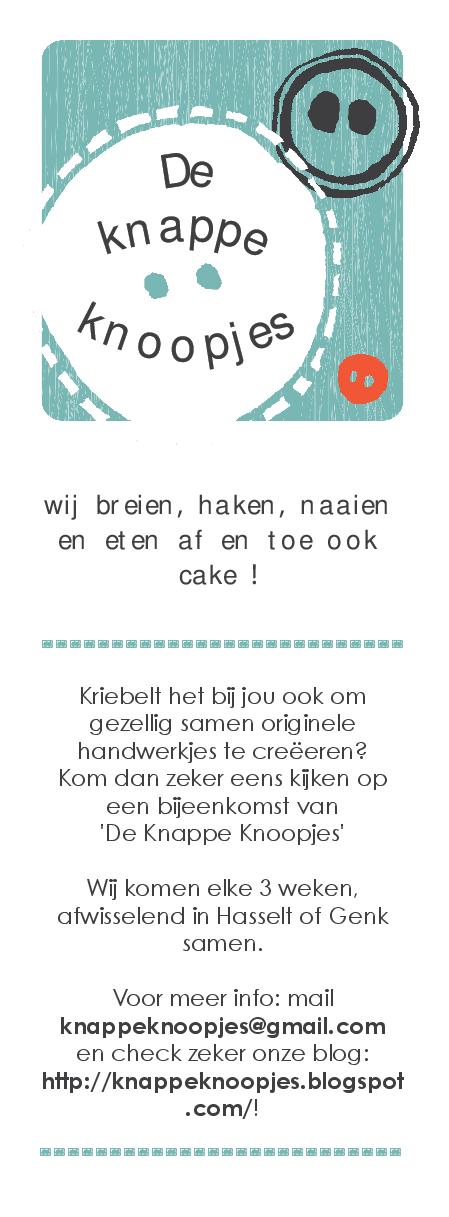 De
knappe
knoopjes
wij breien, haken, naaien
en eten af en toe ook
cake !
Kriebelt het bij jou ook om
gezellig samen originele
handwerkjes te creëeren?
Kom dan zeker eens kijken op
een bijeenkomst van
'De Knappe Knoopjes'
Wij komen elke 3 weken,
afwisselend in Hasselt of Genk
samen.
Voor meer info: mail
knappeknoopjes@gmail.com
en check zeker onze blog:
http://knappeknoopjes.blogspot
.com/!